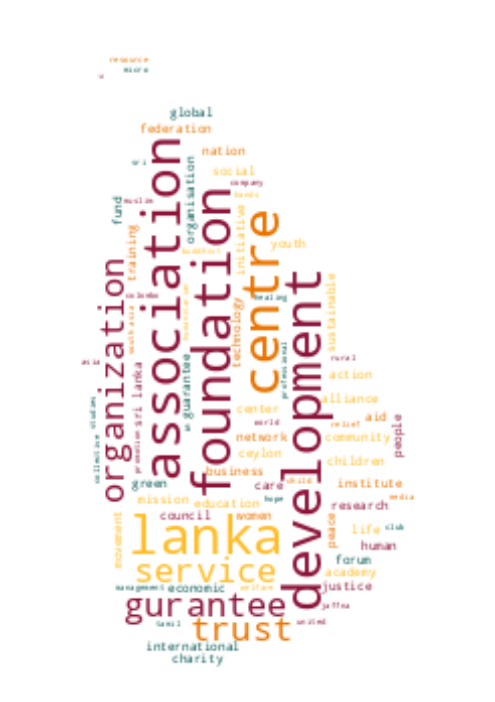 resource
micro
global
federation
nation
social
company
hands
association
organisation
fund
muslim
foundation
centre
initiative
youth
training
buddhist
organization
development
sustainable
colombo
healing
technology
humanitarian
south asia
professional
asia
rural
sri lanka
guarantee
action
alliance
center
aid
relief
world
people
network
community
ceylon
collective
studies
promotion
business
children
green
care
child
institute
media
mission
education
hope
research
council
women
peace
life
club
movement
lanka
forum
human
service
academy
management
economic
welfare
justice
gurantee
jaffna
tamil
trust
united
international
charity